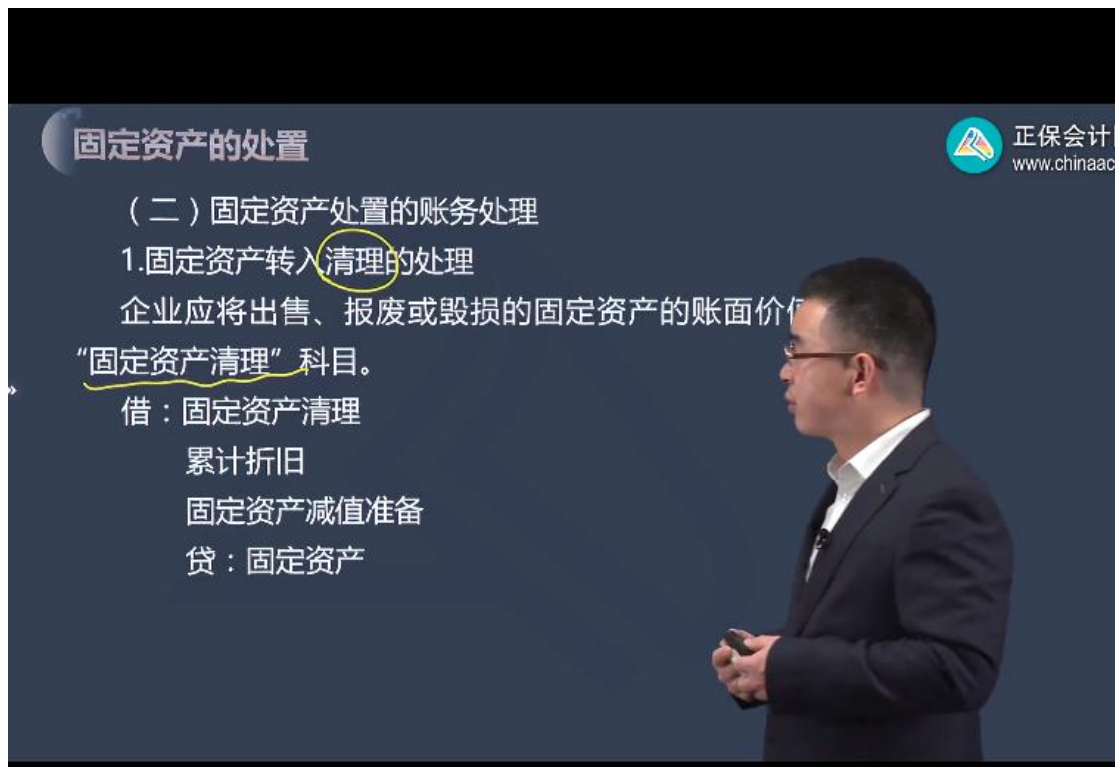 固定资产的处置
正保会计
www.chinaac
（二）固定资产处置的账务处理
1.固定资产转入清理的处理
企业应将出售、报废或毁损的固定资产的账面价
“固定资产清理”科目。
借：固定资产清理
累计折旧
固定资产减值准备
贷：固定资产